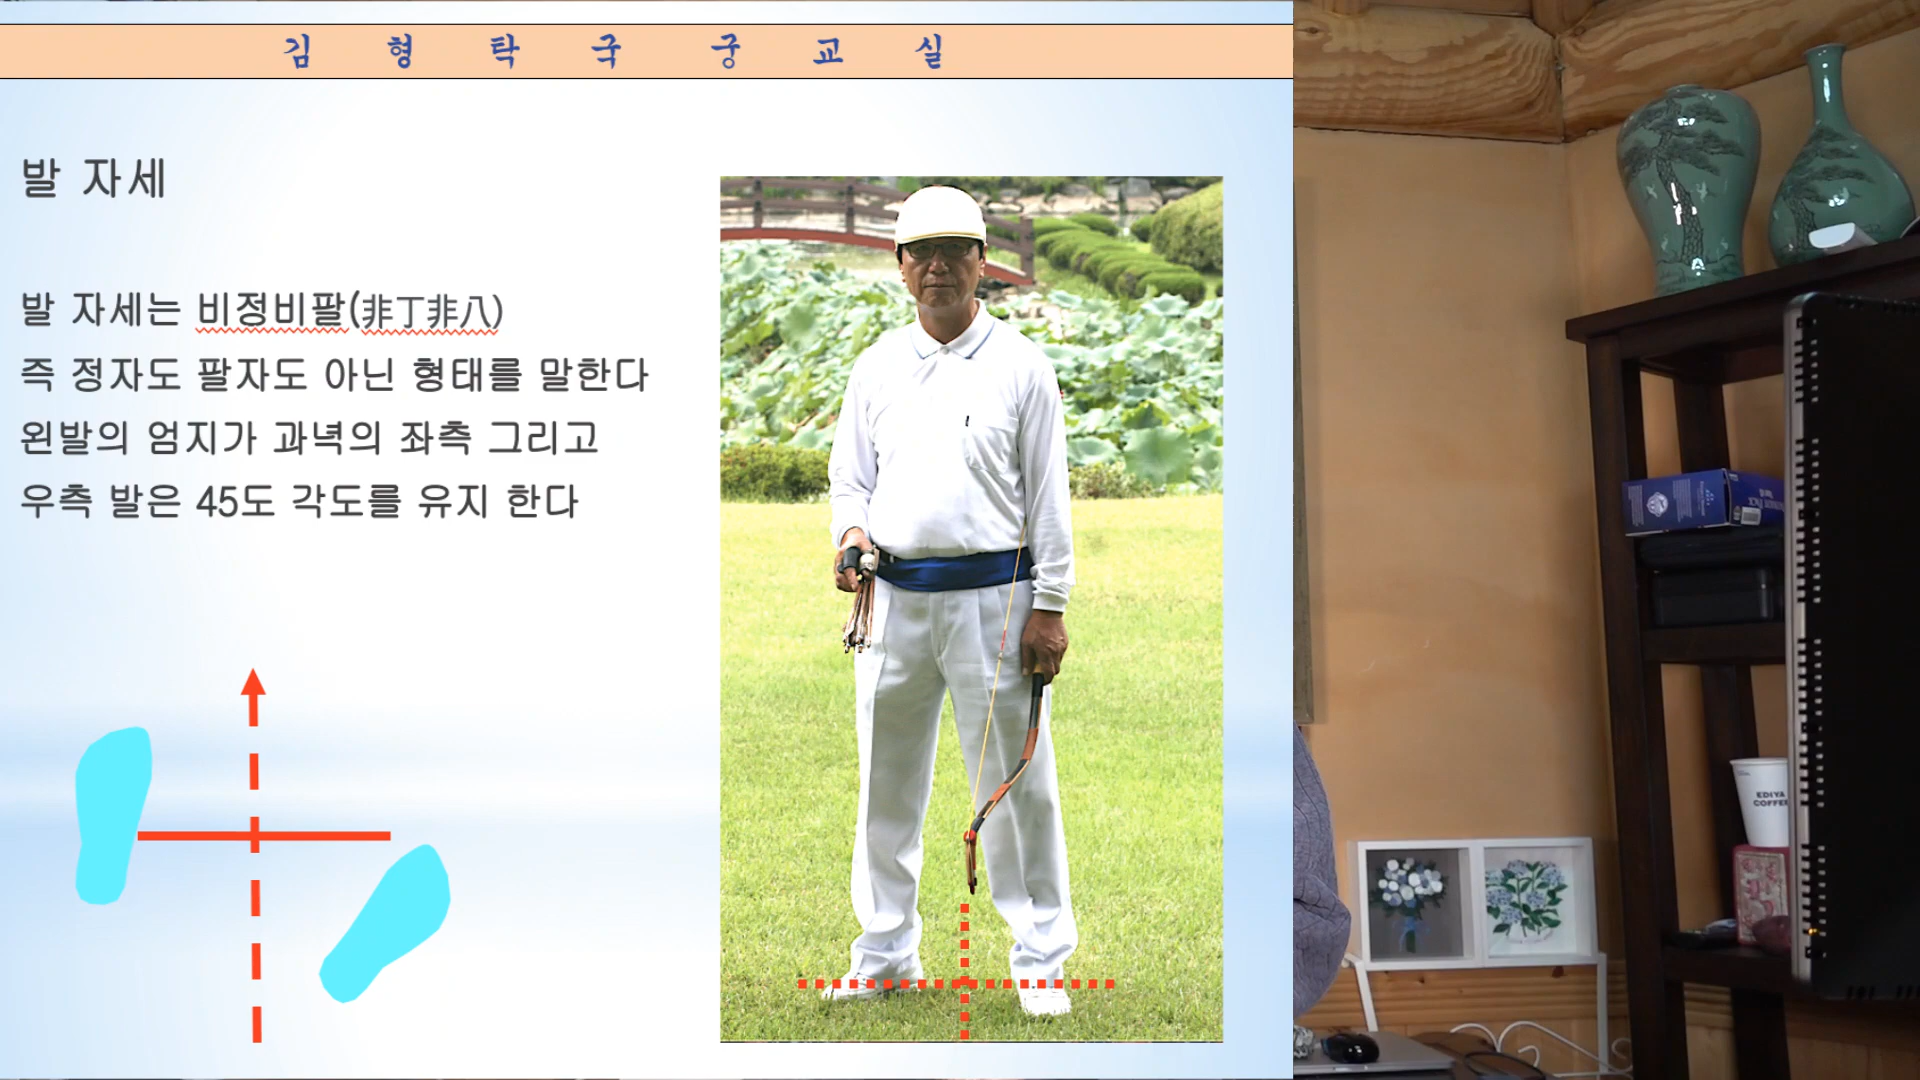 김 형 탁 국 궁 교 실
발 자세
발 자세는 비정비팔(非丁非八)
즉 정자도 팔자도 아닌 형태를 말한다
왼발의 엄지가 과녁의 좌측 그리고
우측 발은 45도 각도를 유지 한다
EDIYA
COFFEE